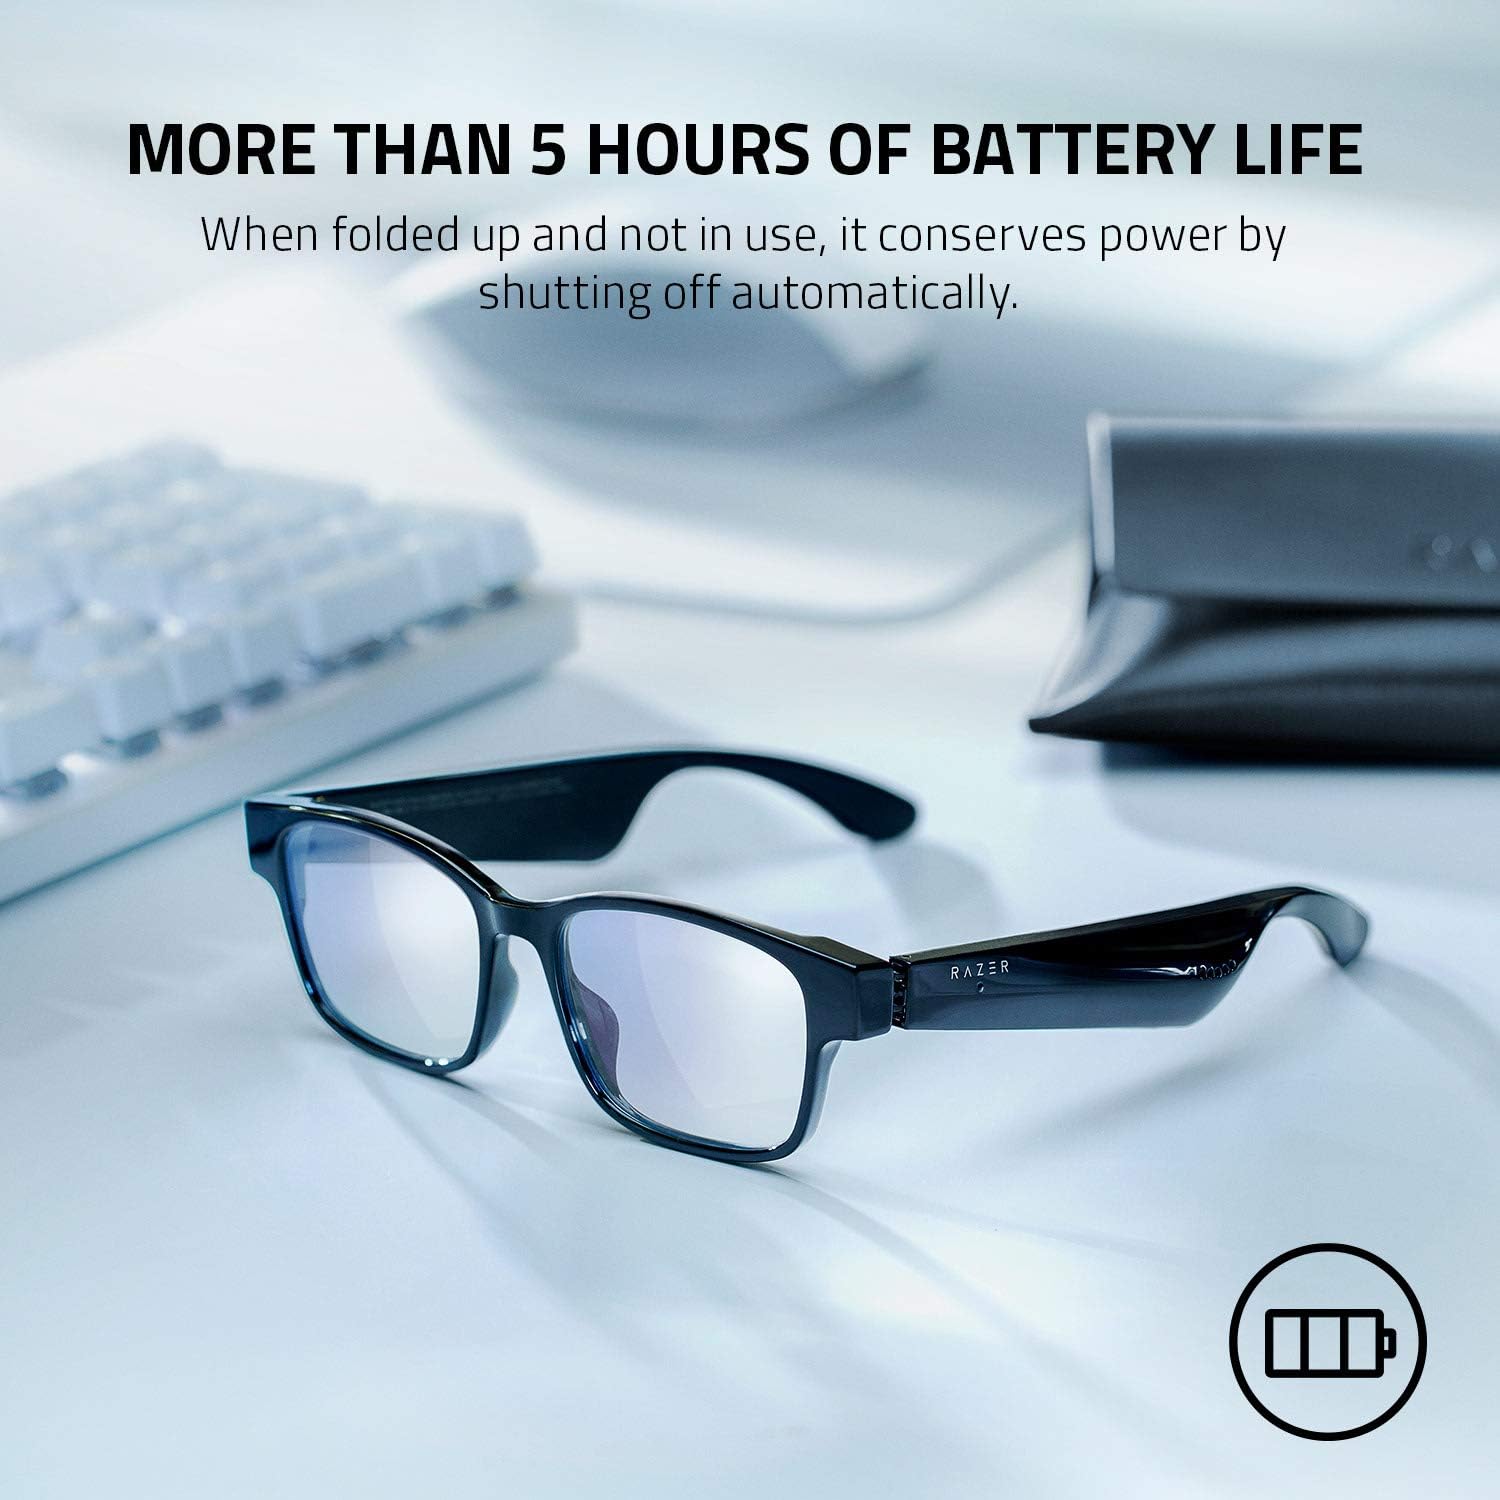 MORE THAN 5 HOURS OF BATTERY LIFE
When folded up and not in use, it conserves power by
shutting off automatically.
RAZER